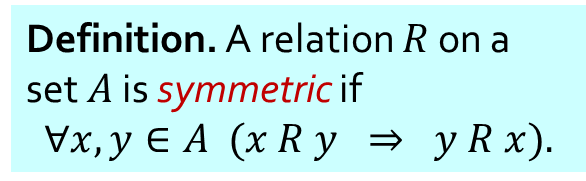 Definition. A relation R on a
set A is symmetric if
∀x, y ∈ A (x R y ⇒ y R x).